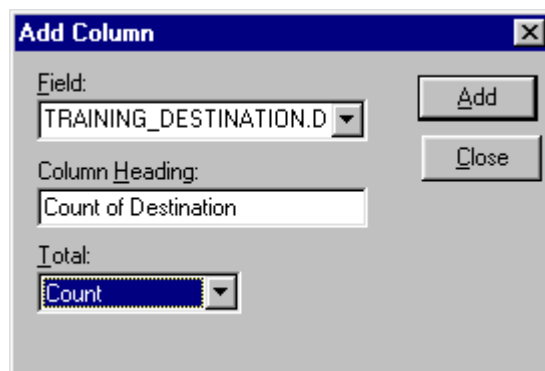 Add Column
Field:
TRAINING_DESTINATION.D
Add
Close
Column Heading:
Count of Destination
Total:
Count